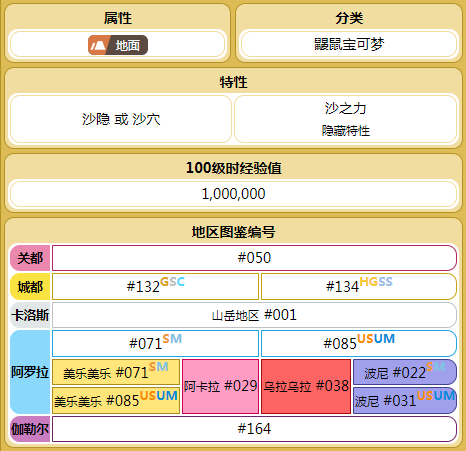 属性
分类
地面
鼹鼠宝可梦
特性
沙隐 或 沙穴
沙之力
隐藏特性
100级时经验值
1,000,000
地区图鉴编号
关都
#050
城都
#132GSC
#134HGSS
卡洛斯
山岳地区 #001
阿罗拉
#071SM
#085USUM
美乐美乐 #071SM
美乐美乐 #085USUM
阿卡拉 #029
乌拉乌拉 #038
波尼 #022SM
波尼 #031USUM
伽勒尔
#164